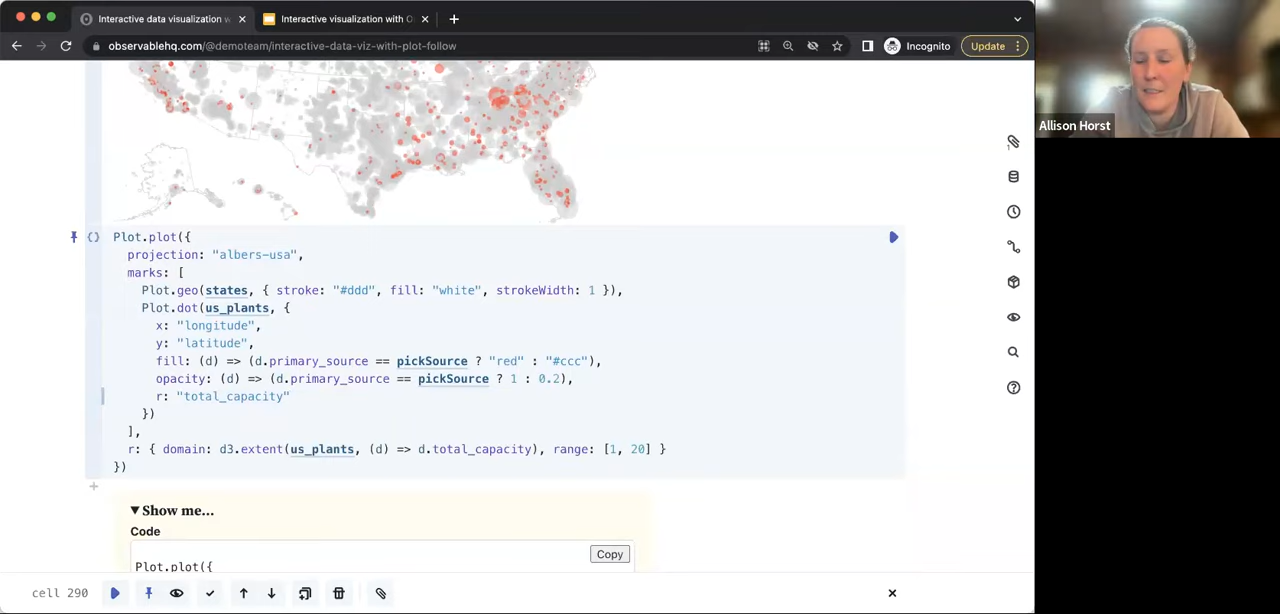 Interactive data visualization w
Interactive visualization with O
observablehq.com/@demoteam/interactive-data-viz-with-plot-follow
Incognito
Update
Allison Horst
Plot.plot({
projection: "albers-usa",
marks: [
Plot.geo(states, { stroke: "#ddd", fill: "white", strokeWidth: 1 }),
Plot.dot(us_plants, {
x: "longitude",
y: "latitude",
fill: (d) => (d.primary_source == pickSource ? "red" : "#ccc"),
opacity: (d) => (d.primary_source == pickSource ? 1 : 0.2),
r: "total_capacity"
})
],
r: { domain: d3.extent(us_plants, (d) => d.total_capacity), range: [1, 20] }
})
Show me...
Code
Copy
Plot.plot({
cell 290